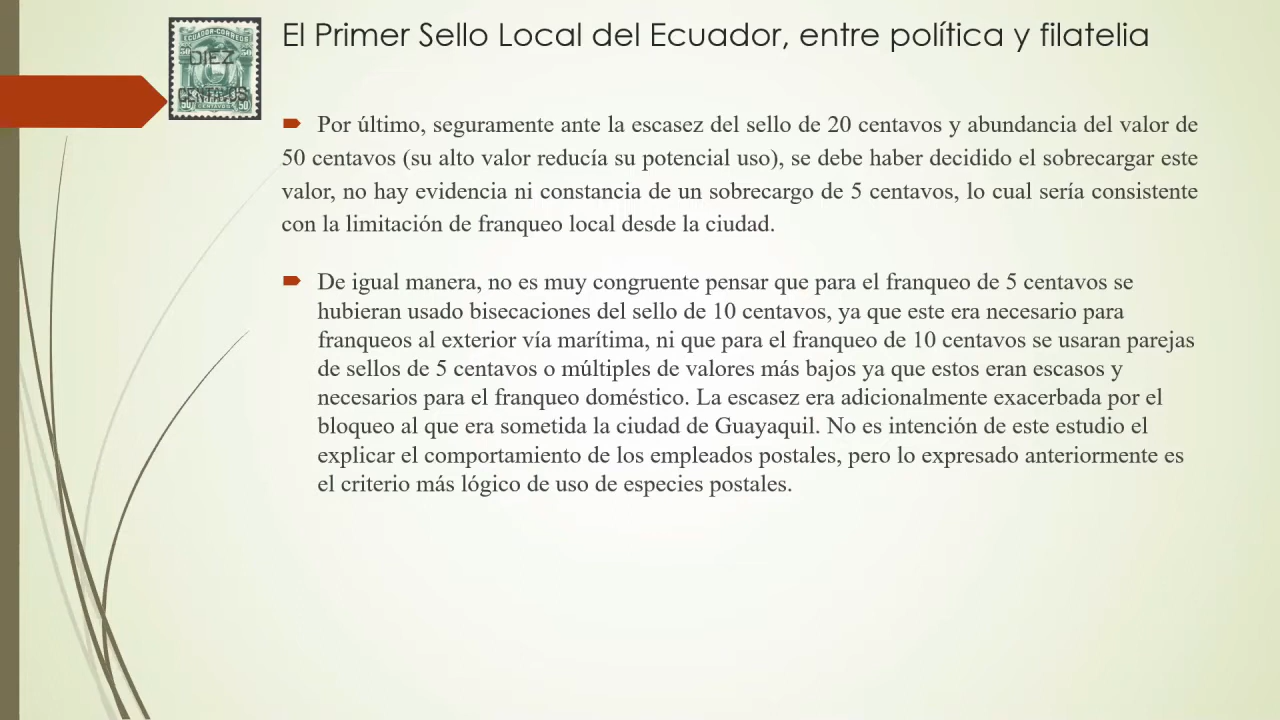 El Primer Sello Local del Ecuador, entre política y filatelia
ECUADOR-CORREOS
50 50
DIEZ
CENTAVOS
50 CENTAVOS 50
Por último, seguramente ante la escasez del sello de 20 centavos y abundancia del valor de
50 centavos (su alto valor reducía su potencial uso), se debe haber decidido el sobrecargar este
valor, no hay evidencia ni constancia de un sobrecargo de 5 centavos, lo cual sería consistente
con la limitación de franqueo local desde la ciudad.
De igual manera, no es muy congruente pensar que para el franqueo de 5 centavos se
hubieran usado bisecaciones del sello de 10 centavos, ya que este era necesario para
franqueos al exterior vía marítima, ni que para el franqueo de 10 centavos se usaran parejas
de sellos de 5 centavos o múltiples de valores más bajos ya que estos eran escasos y
necesarios para el franqueo doméstico. La escasez era adicionalmente exacerbada por el
bloqueo al que era sometida la ciudad de Guayaquil. No es intención de este estudio el
explicar el comportamiento de los empleados postales, pero lo expresado anteriormente es
el criterio más lógico de uso de especies postales.